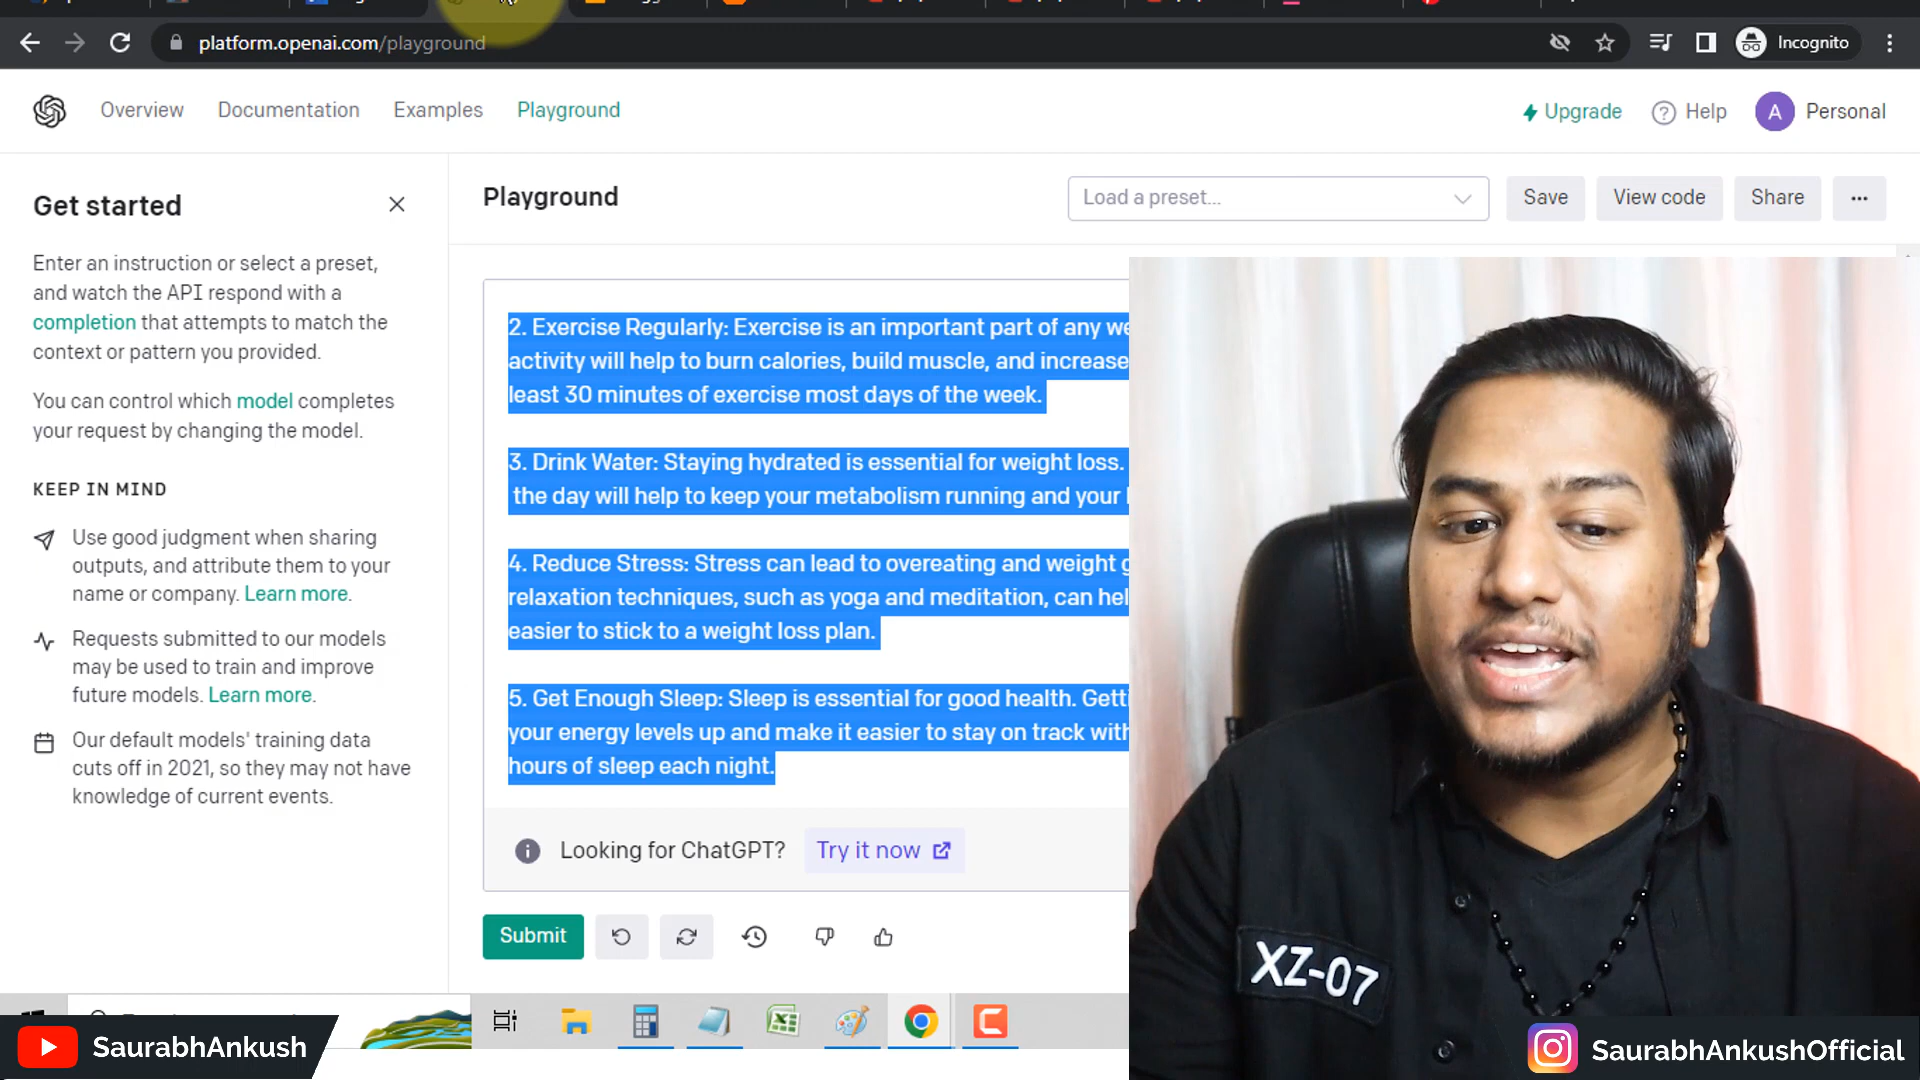 platform.openai.com/playground
Incognito
Overview Documentation Examples Playground
Upgrade Help A Personal
Get started
Enter an instruction or select a preset,
and watch the API respond with a
completion that attempts to match the
context or pattern you provided.
You can control which model completes
your request by changing the model.
KEEP IN MIND
Use good judgment when sharing
outputs, and attribute them to your
name or company. Learn more.
Requests submitted to our models
may be used to train and improve
future models. Learn more.
Our default models' training data
cuts off in 2021, so they may not have
knowledge of current events.
Playground
Load a preset... Save View code Share ...
2. Exercise Regularly: Exercise is an important part of any
activity will help to burn calories, build muscle, and increase
least 30 minutes of exercise most days of the week.
3. Drink Water: Staying hydrated is essential for weight loss.
the day will help to keep your metabolism running and your
4. Reduce Stress: Stress can lead to overeating and weight
relaxation techniques, such as yoga and meditation, can
easier to stick to a weight loss plan.
5. Get Enough Sleep: Sleep is essential for good health.
your energy levels up and make it easier to stay on track
hours of sleep each night.
Looking for ChatGPT? Try it now
Submit
XZ-07
SaurabhAnkush
SaurabhAnkushOfficial